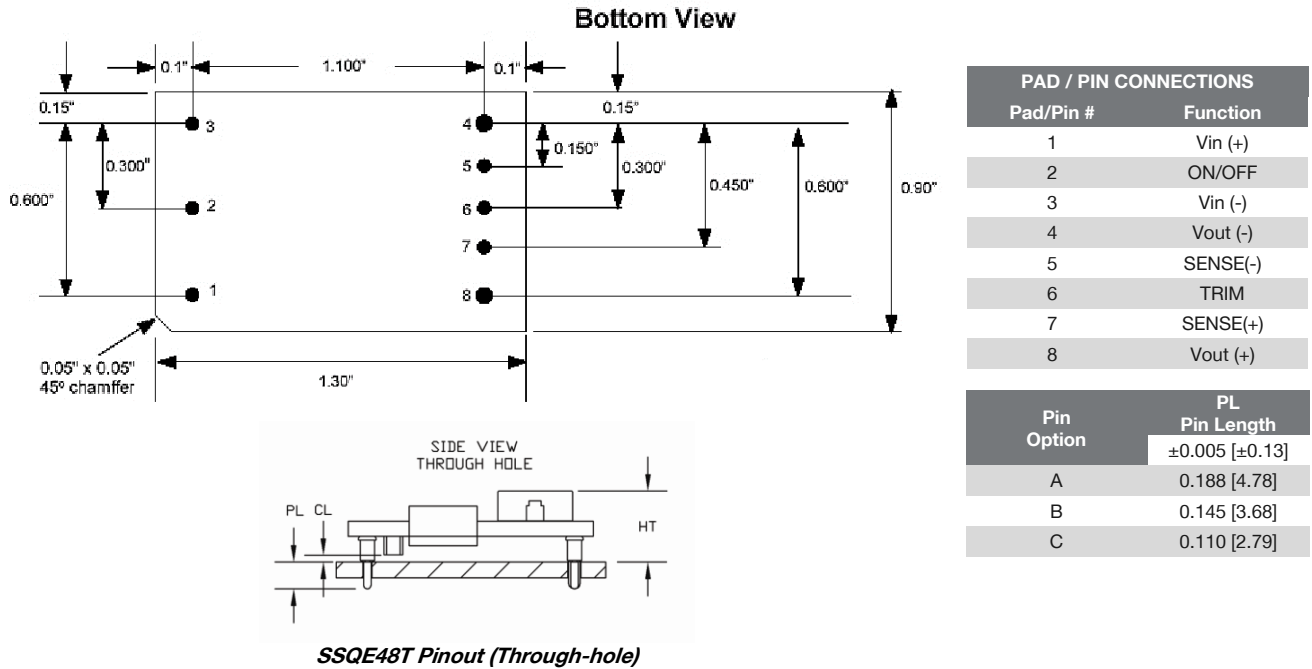 Bottom View
0.1"
1.100"
0.1"
0.15"
0.15"
3
4
0.300"
5
0.150"
0.300"
0.450"
0.600"
0.90"
0.600"
2
6
7
1
8
0.05" x 0.05"
45º chamffer
1.30"
SIDE VIEW
THROUGH HOLE
PL CL
HT
SSQE48T Pinout (Through-hole)
PAD / PIN CONNECTIONS
Pad/Pin # Function
1 Vin (+)
2 ON/OFF
3 Vin (-)
4 Vout (-)
5 SENSE(-)
6 TRIM
7 SENSE(+)
8 Vout (+)
Pin Option
PL
Pin Length
±0.005 [±0.13]
A 0.188 [4.78]
B 0.145 [3.68]
C 0.110 [2.79]